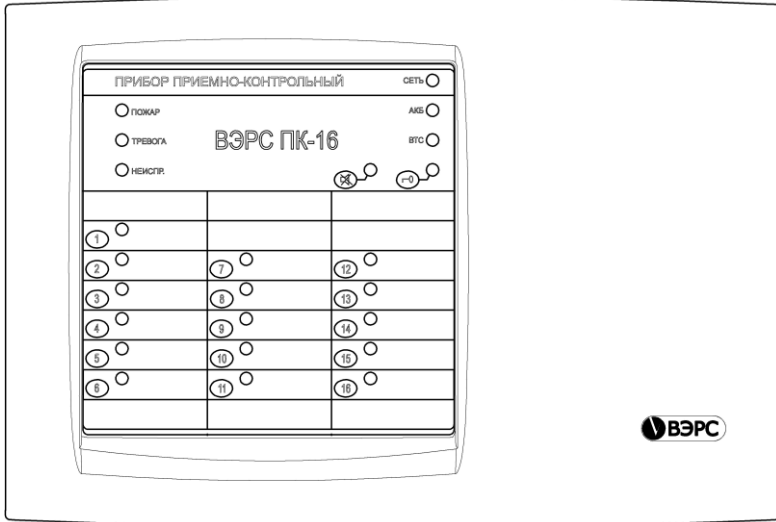 ПРИБОР ПРИЕМНО-КОНТРОЛЬНЫЙ СЕТЬ
ПОЖАР АКБ
ТРЕВОГА ВЭРС ПК-16 ВТС
НЕИСПР.
1
2 7 12
3 8 13
4 9 14
5 10 15
6 11 16
ВЭРС